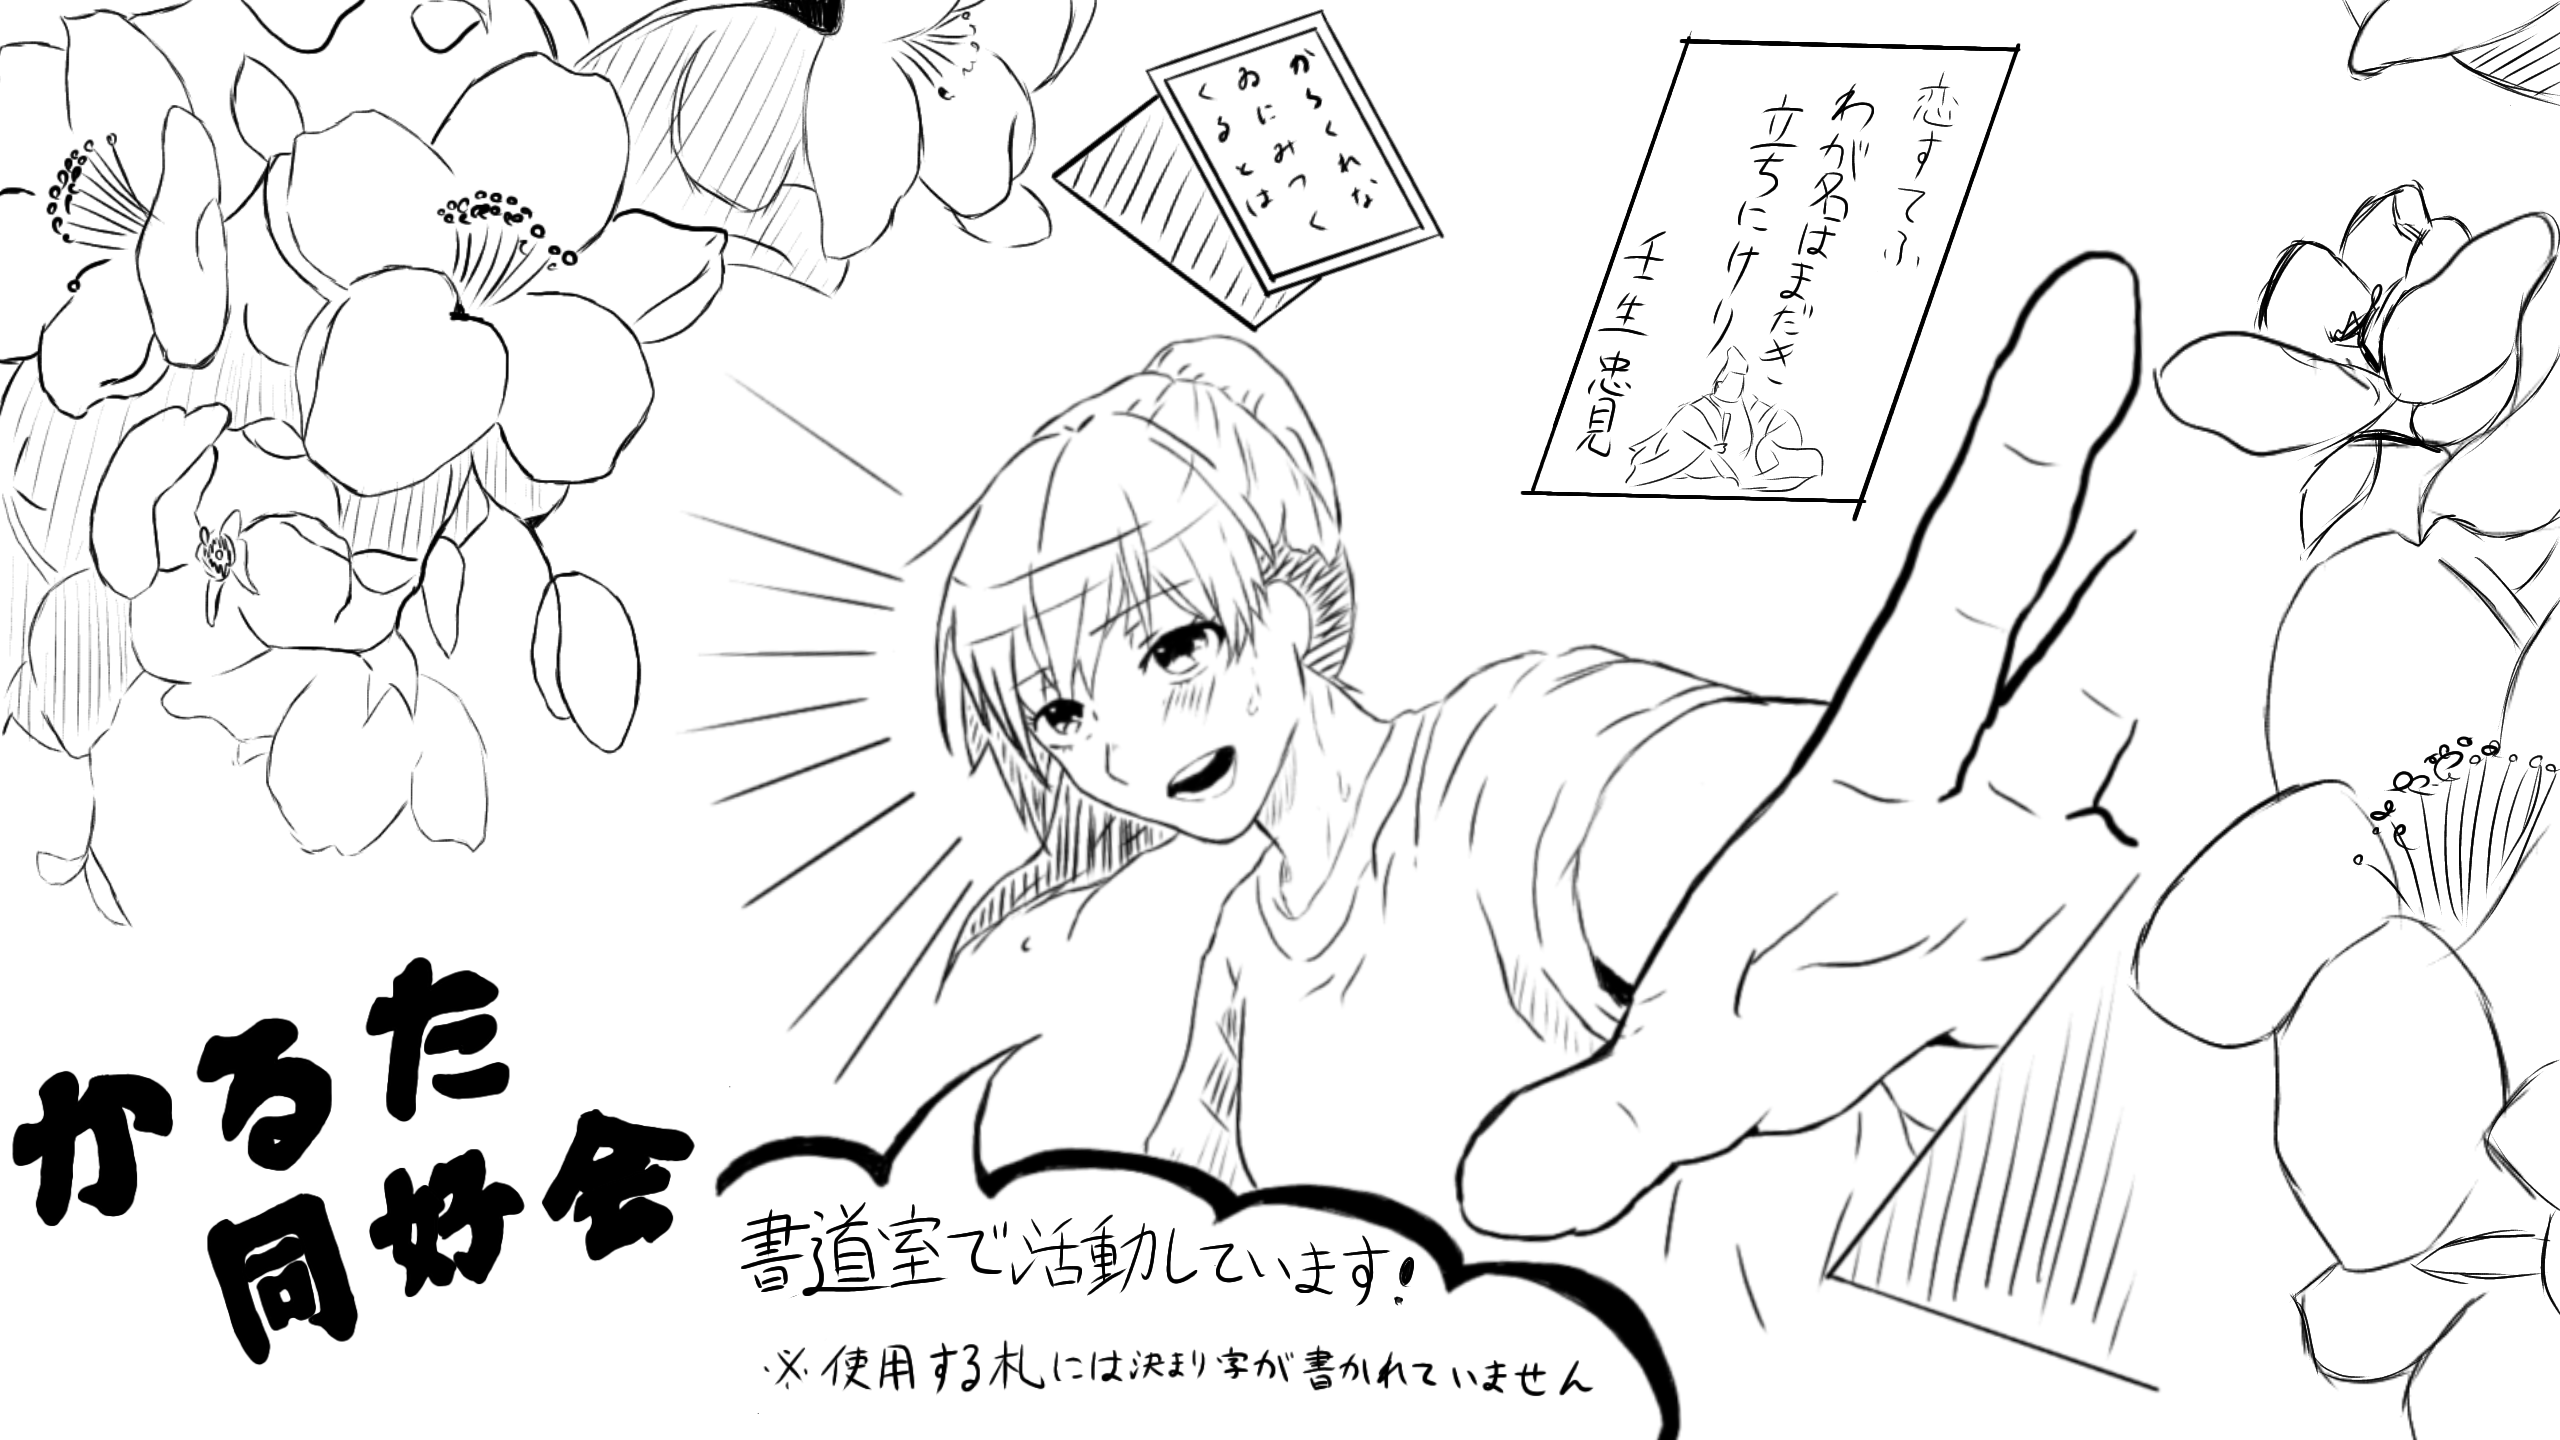 からくれな
ゐにみつく
くるとは
恋すてふ
わが名はまだき
立ちにけり
壬生忠見
かるた
同好会
書道室で活動しています!
※使用する札には決まり字が書かれていません